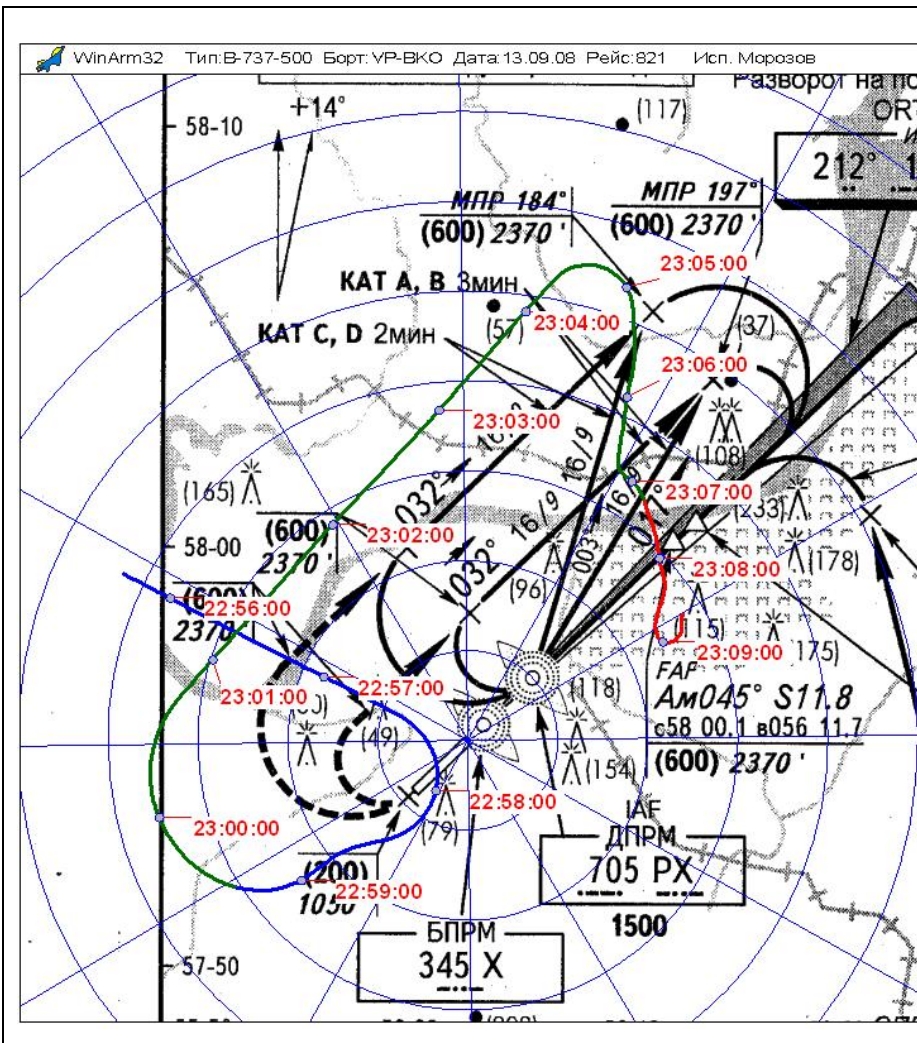 WinArm32 Тип:В-737-500 Борт:VP-BKO Дата:13.09.08 Рейс:821 Исп. Морозов
Разворот на
+14°
(117)
58-10
212°
МПР 184°
(600) 2370 '
МПР 197°
(600) 2370 '
23:05:00
КАТ А, В 3мин
(57)
23:04:00
(37)
КАТ С, D 2мин
23:06:00
23:03:00
16/9
16/9
(108)
(165)
032°
23:07:00
(600)
2370 '
23:02:00
(233)
58-00
032°
16/9
003
23:08:00
(178)
(96)
22:56:00
2370 '
(115)
23:09:00
(175)
23:01:00
22:57:00
FAF
Ам045° S11.8
с58 00,1 в056 11,7
(600) 2370 '
(118)
(49)
(154)
22:58:00
(79)
23:00:00
IAF
ДПРМ
705 РХ
1500
(200)
1050
22:59:00
БПРМ
345 Х
57-50